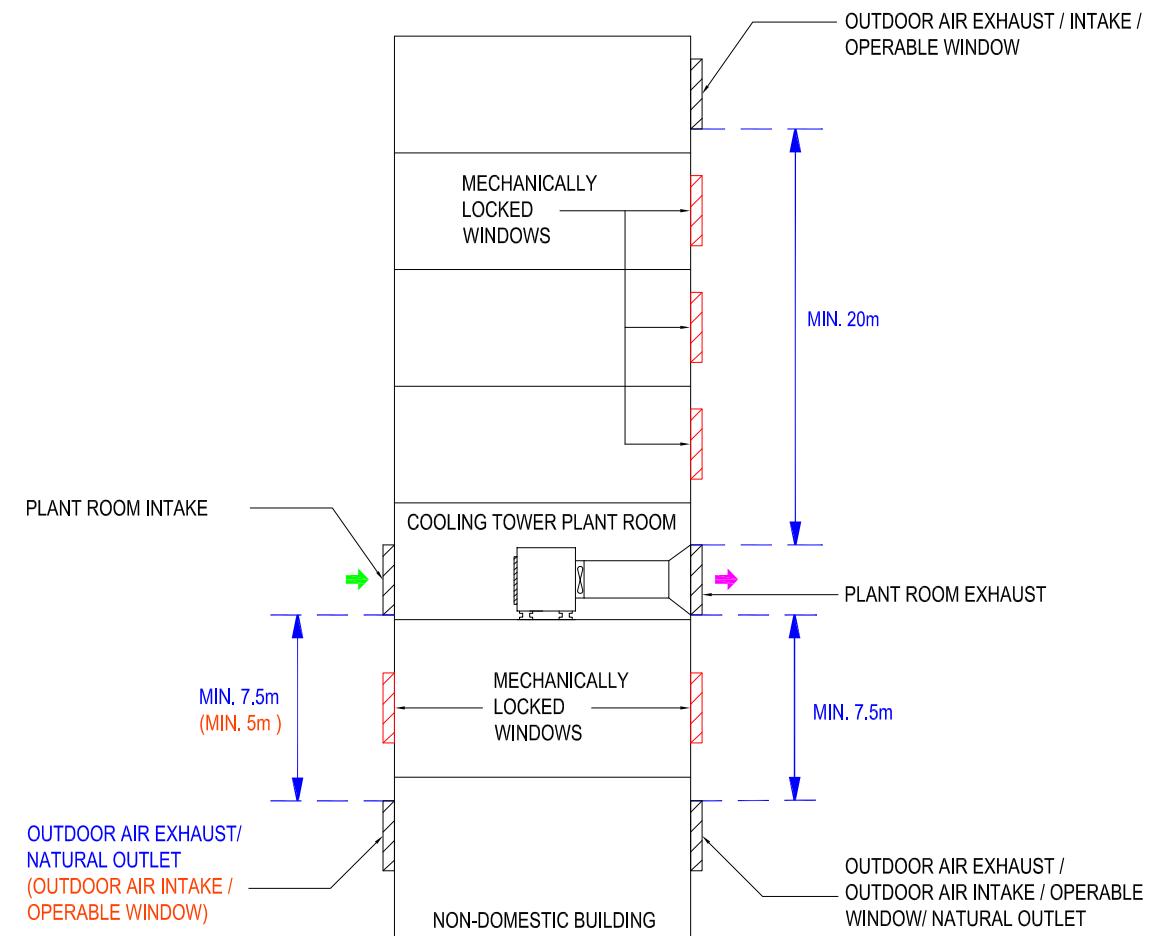 OUTDOOR AIR EXHAUST / INTAKE /
OPERABLE WINDOW
MECHANICALLY
LOCKED
WINDOWS
MIN. 20m
PLANT ROOM INTAKE
COOLING TOWER PLANT ROOM
PLANT ROOM EXHAUST
MECHANICALLY
LOCKED
WINDOWS
MIN. 7.5m
(MIN. 5m )
MIN. 7.5m
OUTDOOR AIR EXHAUST/
NATURAL OUTLET
(OUTDOOR AIR INTAKE /
OPERABLE WINDOW)
OUTDOOR AIR EXHAUST /
OUTDOOR AIR INTAKE / OPERABLE
WINDOW/ NATURAL OUTLET
NON-DOMESTIC BUILDING